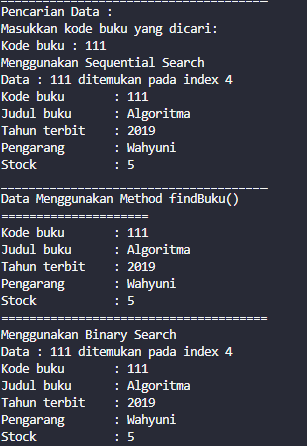 Pencarian Data :
Masukkan kode buku yang dicari:
Kode buku : 111
Menggunakan Sequential Search
Data : 111 ditemukan pada index 4
Kode buku : 111
Judul buku : Algoritma
Tahun terbit : 2019
Pengarang : Wahyuni
Stock : 5
______________________________________
Data Menggunakan Method findBuku()
=====================
Kode buku : 111
Judul buku : Algoritma
Tahun terbit : 2019
Pengarang : Wahyuni
Stock : 5
======================================
Menggunakan Binary Search
Data : 111 ditemukan pada index 4
Kode buku : 111
Judul buku : Algoritma
Tahun terbit : 2019
Pengarang : Wahyuni
Stock : 5